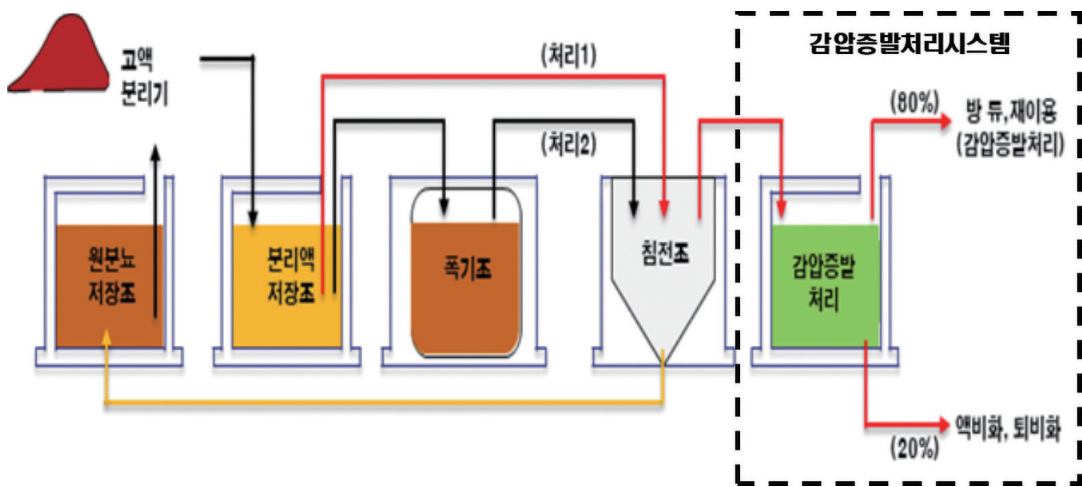 감압증발처리시스템
고액
분리기
(처리1)
(처리2)
(80%)
방 류,재이용
(감압증발처리)
원분뇨
저장조
분리액
저장조
폭기조
침전조
감압증발
처리
(20%)
액비화, 퇴비화